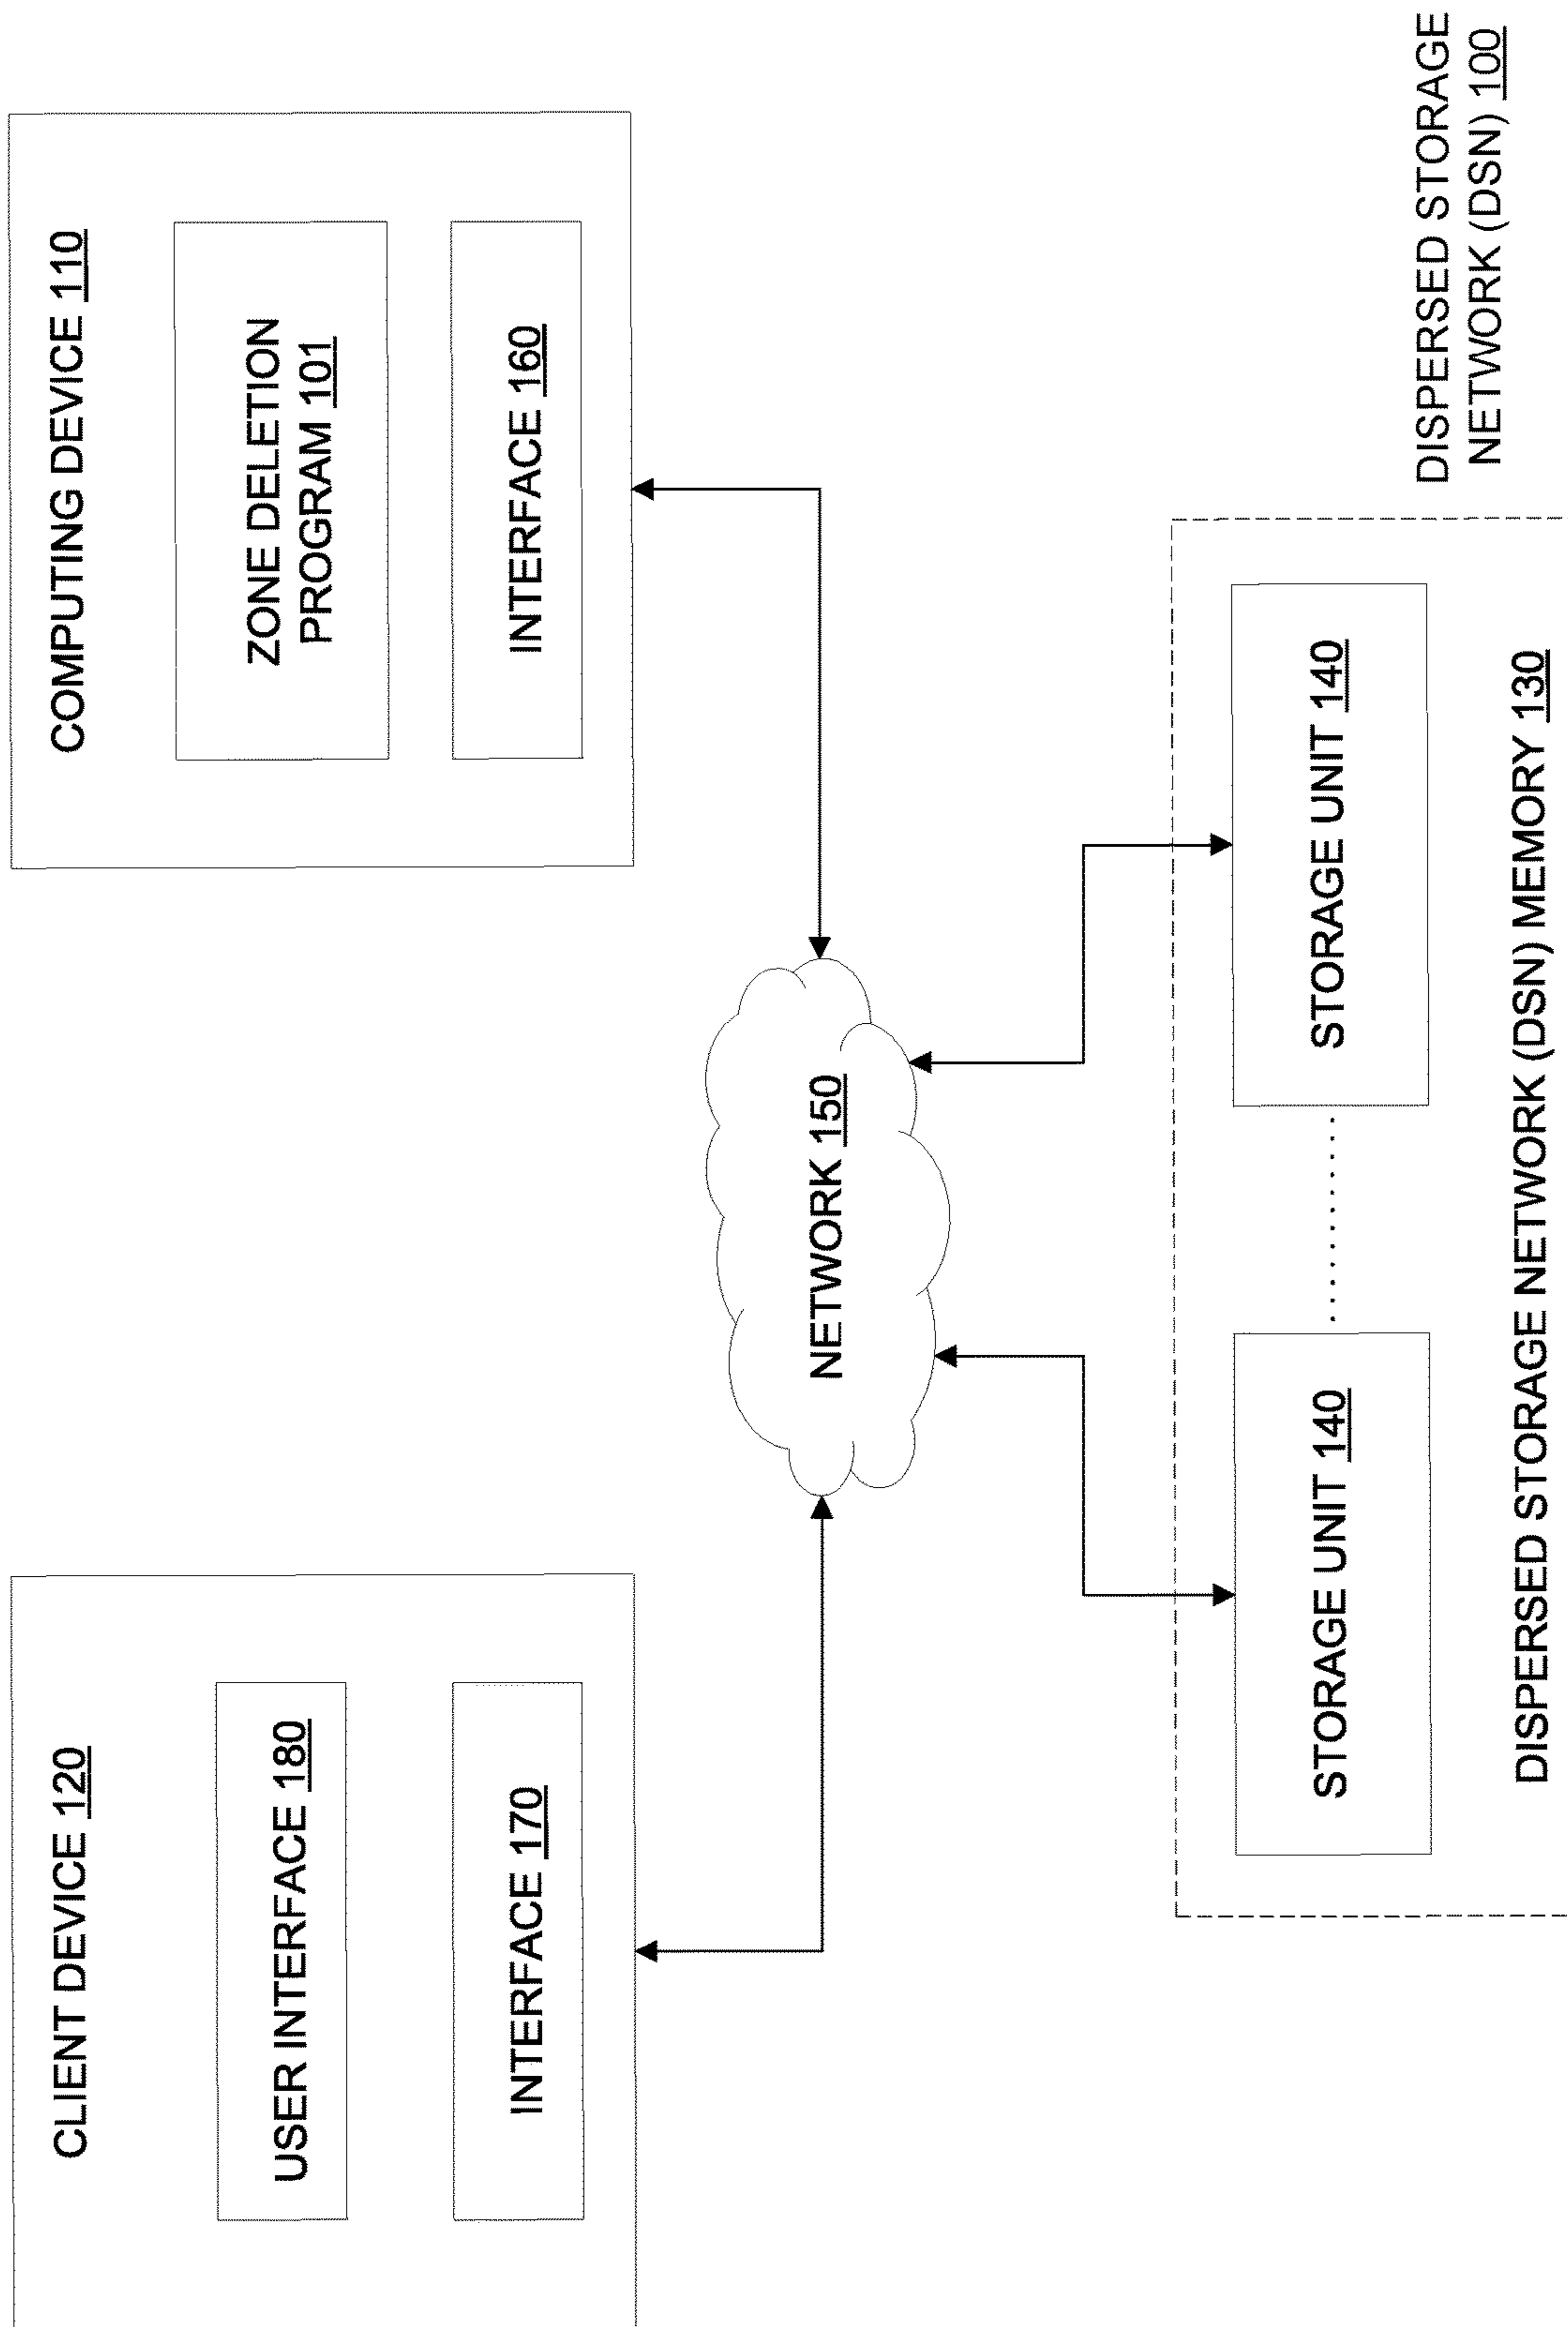 CLIENT DEVICE 120
USER INTERFACE 180
INTERFACE 170
COMPUTING DEVICE 110
ZONE DELETION
PROGRAM 101
INTERFACE 160
NETWORK 150
STORAGE UNIT 140
STORAGE UNIT 140
DISPERSED STORAGE NETWORK (DSN) MEMORY 130
DISPERSED STORAGE
NETWORK (DSN) 100